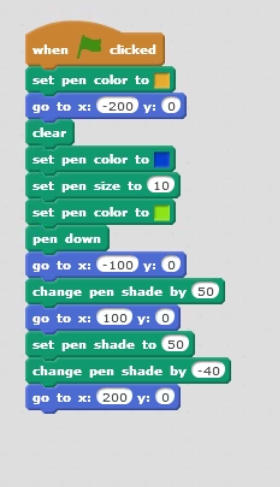 when clicked
set pen color to
go to x: -200 y: 0
clear
set pen color to
set pen size to 10
set pen color to
pen down
go to x: -100 y: 0
change pen shade by 50
go to x: 100 y: 0
set pen shade to 50
change pen shade by -40
go to x: 200 y: 0